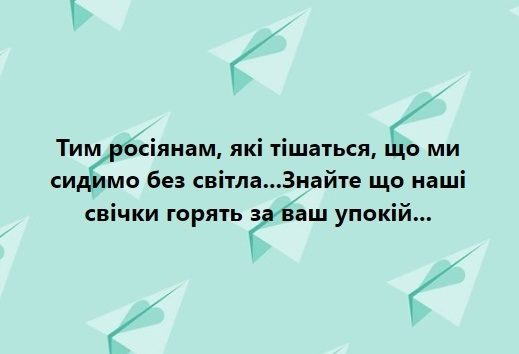 Тим росіянам, які тішаться, що ми
сидимо без світла...Знайте що наші
свічки горять за ваш упокій...